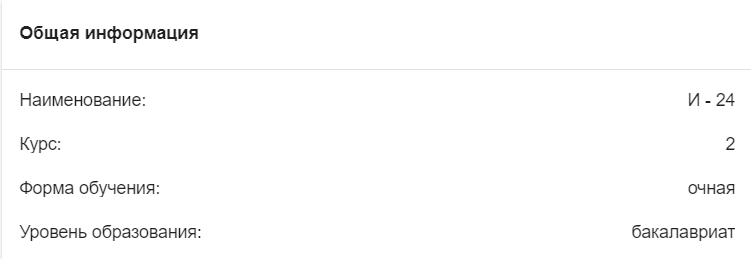 Общая информация
Наименование: И - 24
Курс: 2
Форма обучения: очная
Уровень образования: бакалавриат